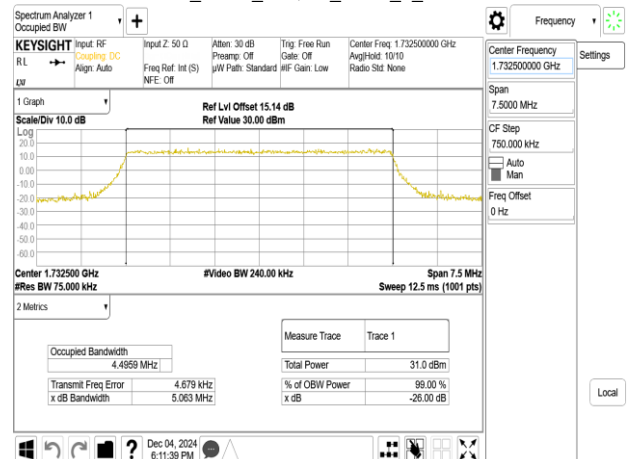 Spectrum Analyzer 1
Occupied BW
Frequency
KEYSIGHT
RL
LXI
Input: RF
Coupling: DC
Align: Auto
Input Z: 50 Ω
Freq Ref: Int (S)
NFE: Off
Atten: 30 dB
Preamp: Off
µW Path: Standard
Trig: Free Run
Gate: Off
#IF Gain: Low
Center Freq: 1.732500000 GHz
Avg|Hold: 10/10
Radio Std: None
Center Frequency
1.732500000 GHz
Settings
Span
7.5000 MHz
CF Step
750.000 kHz
Auto
Man
Freq Offset
0 Hz
1 Graph
Scale/Div 10.0 dB
Ref Lvl Offset 15.14 dB
Ref Value 30.00 dBm
Log
20.0
10.0
0.00
-10.0
-20.0
-30.0
-40.0
-50.0
-60.0
Center 1.732500 GHz
#Video BW 240.00 kHz
Span 7.5 MHz
#Res BW 75.000 kHz
Sweep 12.5 ms (1001 pts)
2 Metrics
Measure Trace
Trace 1
Occupied Bandwidth
4.4959 MHz
Total Power
31.0 dBm
Transmit Freq Error
4.679 kHz
% of OBW Power
99.00 %
x dB Bandwidth
5.063 MHz
x dB
-26.00 dB
Local
?
Dec 04, 2024
6:11:39 PM